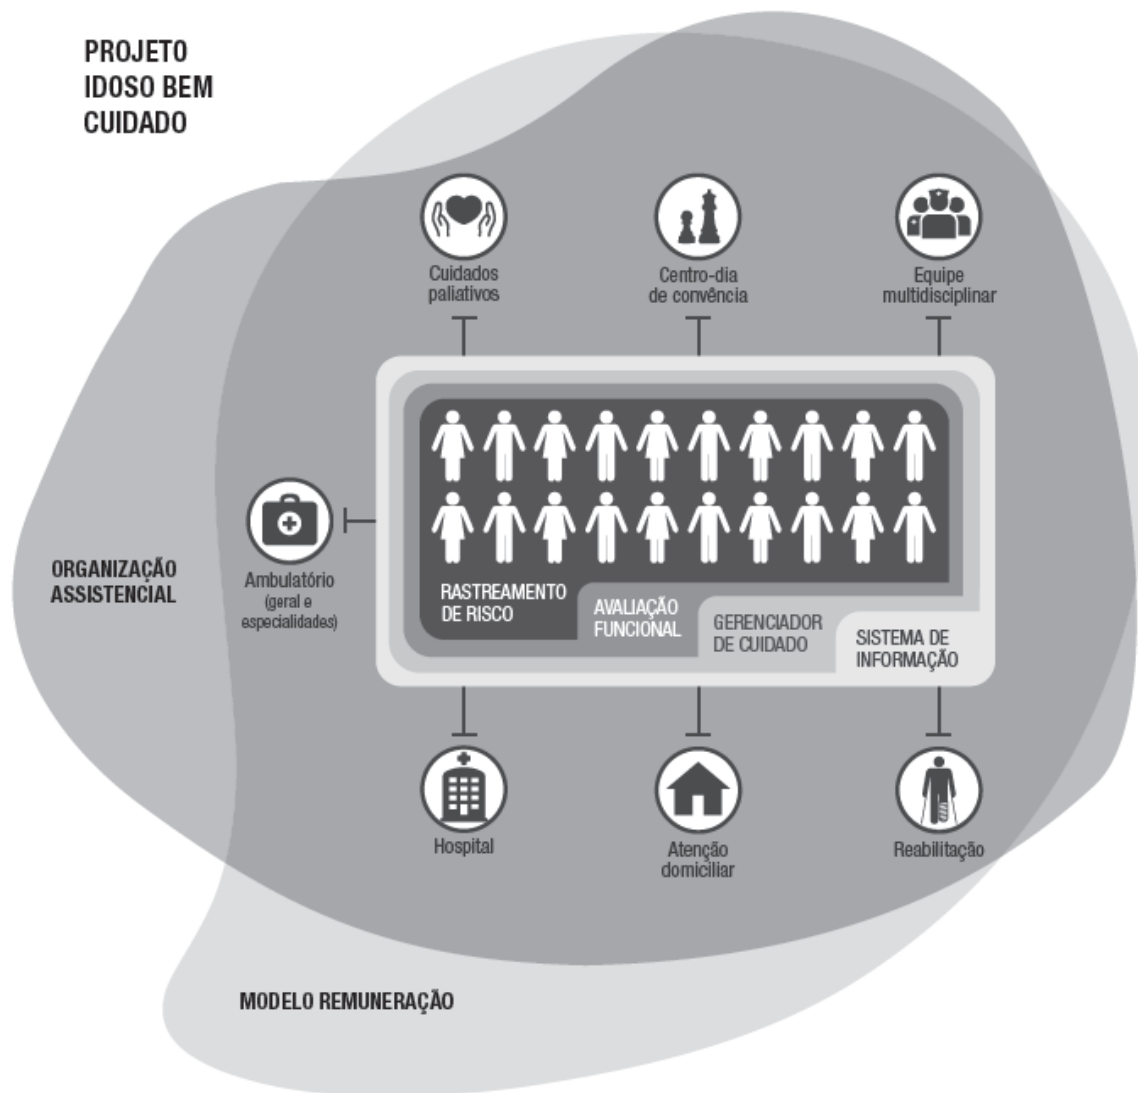 PROJETO
IDOSO BEM
CUIDADO
Cuidados
paliativos
Centro-dia
de convência
Equipe
multidisciplinar
ORGANIZAÇÃO
ASSISTENCIAL
Ambulatório
(geral e
especialidades)
RASTREAMENTO
DE RISCO
AVALIAÇÃO
FUNCIONAL
GERENCIADOR
DE CUIDADO
SISTEMA DE
INFORMAÇÃO
Hospital
Atenção
domiciliar
Reabilitação
MODELO REMUNERAÇÃO